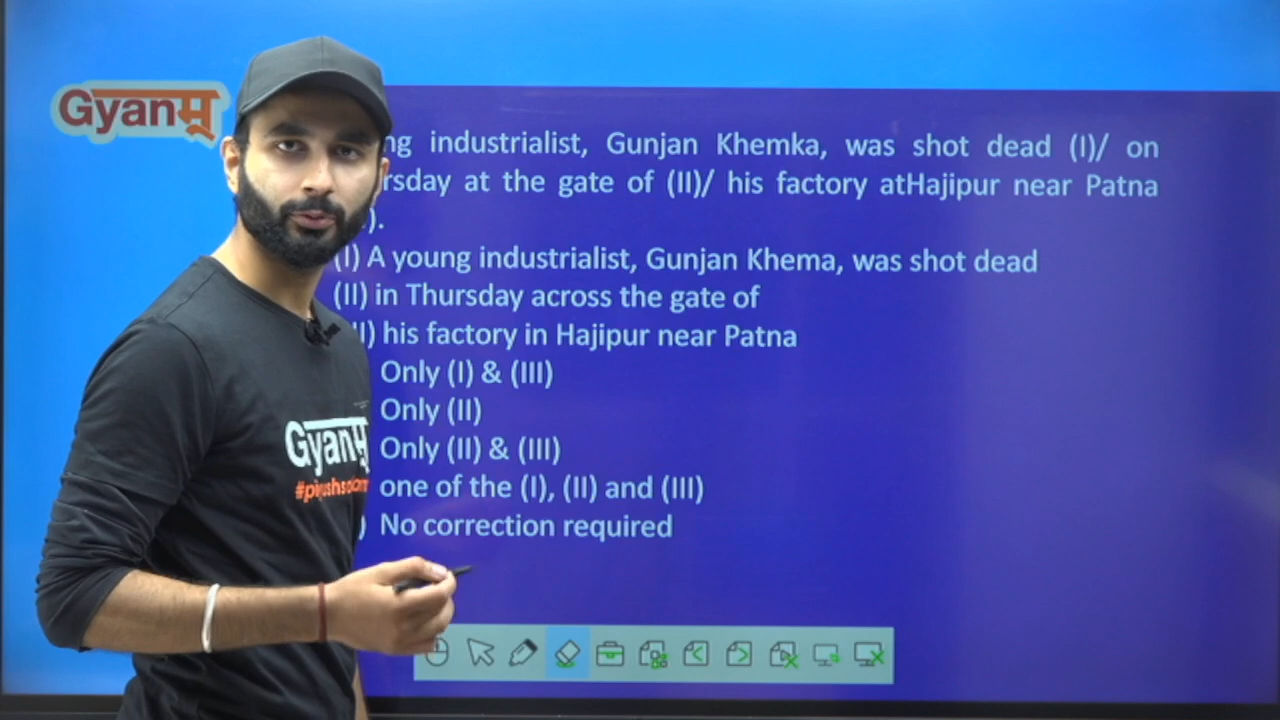 Gyanम्
ng industrialist, Gunjan Khemka, was shot dead (I)/ on
rsday at the gate of (II)/ his factory atHajipur near Patna
).
(I) A young industrialist, Gunjan Khema, was shot dead
(II) in Thursday across the gate of
I) his factory in Hajipur near Patna
Only (I) & (III)
Only (II)
Only (II) & (III)
one of the (I), (II) and (III)
) No correction required
Gyanम्